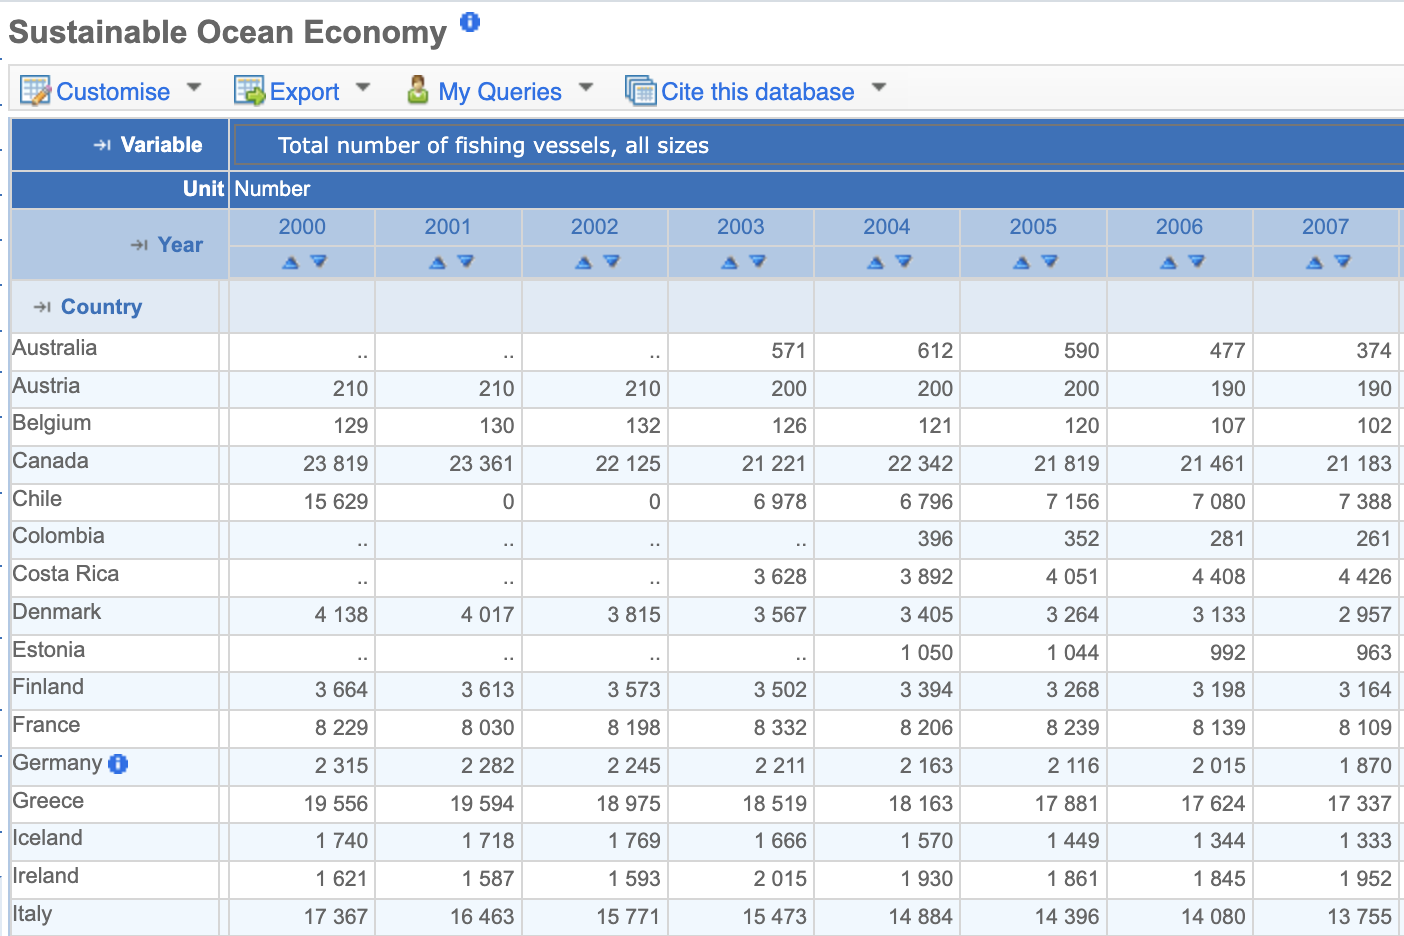 Sustainable Ocean Economy
Customise Export My Queries Cite this database
Variable Total number of fishing vessels, all sizes
Unit Number
Year 2000 2001 2002 2003 2004 2005 2006 2007
Country
Australia .. .. .. 571 612 590 477 374
Austria 210 210 210 200 200 200 190 190
Belgium 129 130 132 126 121 120 107 102
Canada 23 819 23 361 22 125 21 221 22 342 21 819 21 461 21 183
Chile 15 629 0 0 6 978 6 796 7 156 7 080 7 388
Colombia .. .. .. .. 396 352 281 261
Costa Rica .. .. .. 3 628 3 892 4 051 4 408 4 426
Denmark 4 138 4 017 3 815 3 567 3 405 3 264 3 133 2 957
Estonia .. .. .. .. 1 050 1 044 992 963
Finland 3 664 3 613 3 573 3 502 3 394 3 268 3 198 3 164
France 8 229 8 030 8 198 8 332 8 206 8 239 8 139 8 109
Germany 2 315 2 282 2 245 2 211 2 163 2 116 2 015 1 870
Greece 19 556 19 594 18 975 18 519 18 163 17 881 17 624 17 337
Iceland 1 740 1 718 1 769 1 666 1 570 1 449 1 344 1 333
Ireland 1 621 1 587 1 593 2 015 1 930 1 861 1 845 1 952
Italy 17 367 16 463 15 771 15 473 14 884 14 396 14 080 13 755